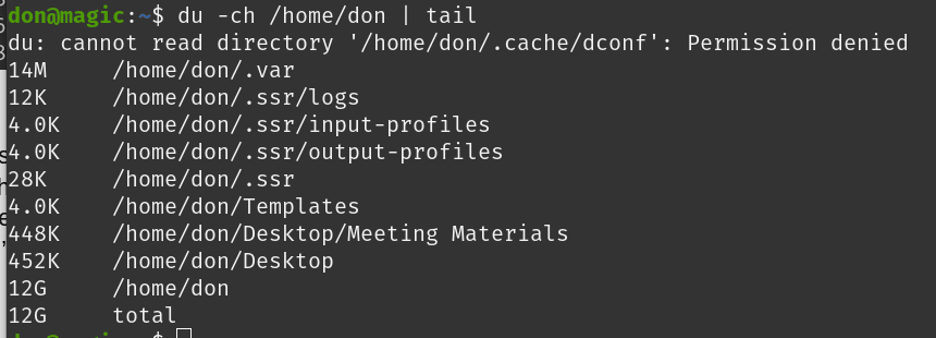 don@magic:~$ du -ch /home/don | tail
du: cannot read directory '/home/don/.cache/dconf': Permission denied
14M /home/don/.var
12K /home/don/.ssr/logs
4.0K /home/don/.ssr/input-profiles
4.0K /home/don/.ssr/output-profiles
28K /home/don/.ssr
4.0K /home/don/Templates
448K /home/don/Desktop/Meeting Materials
452K /home/don/Desktop
12G /home/don
12G total